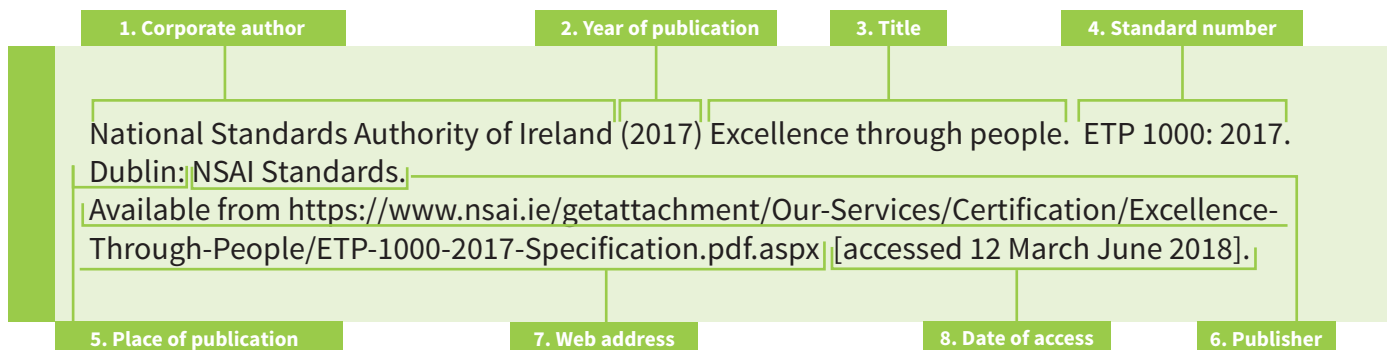 1. Corporate author
2. Year of publication
3. Title
4. Standard number
National Standards Authority of Ireland (2017) Excellence through people. ETP 1000: 2017.
Dublin: NSAI Standards.
Available from https://www.nsai.ie/getattachment/Our-Services/Certification/Excellence-
Through-People/ETP-1000-2017-Specification.pdf.aspx [accessed 12 March June 2018].
5. Place of publication
7. Web address
8. Date of access
6. Publisher